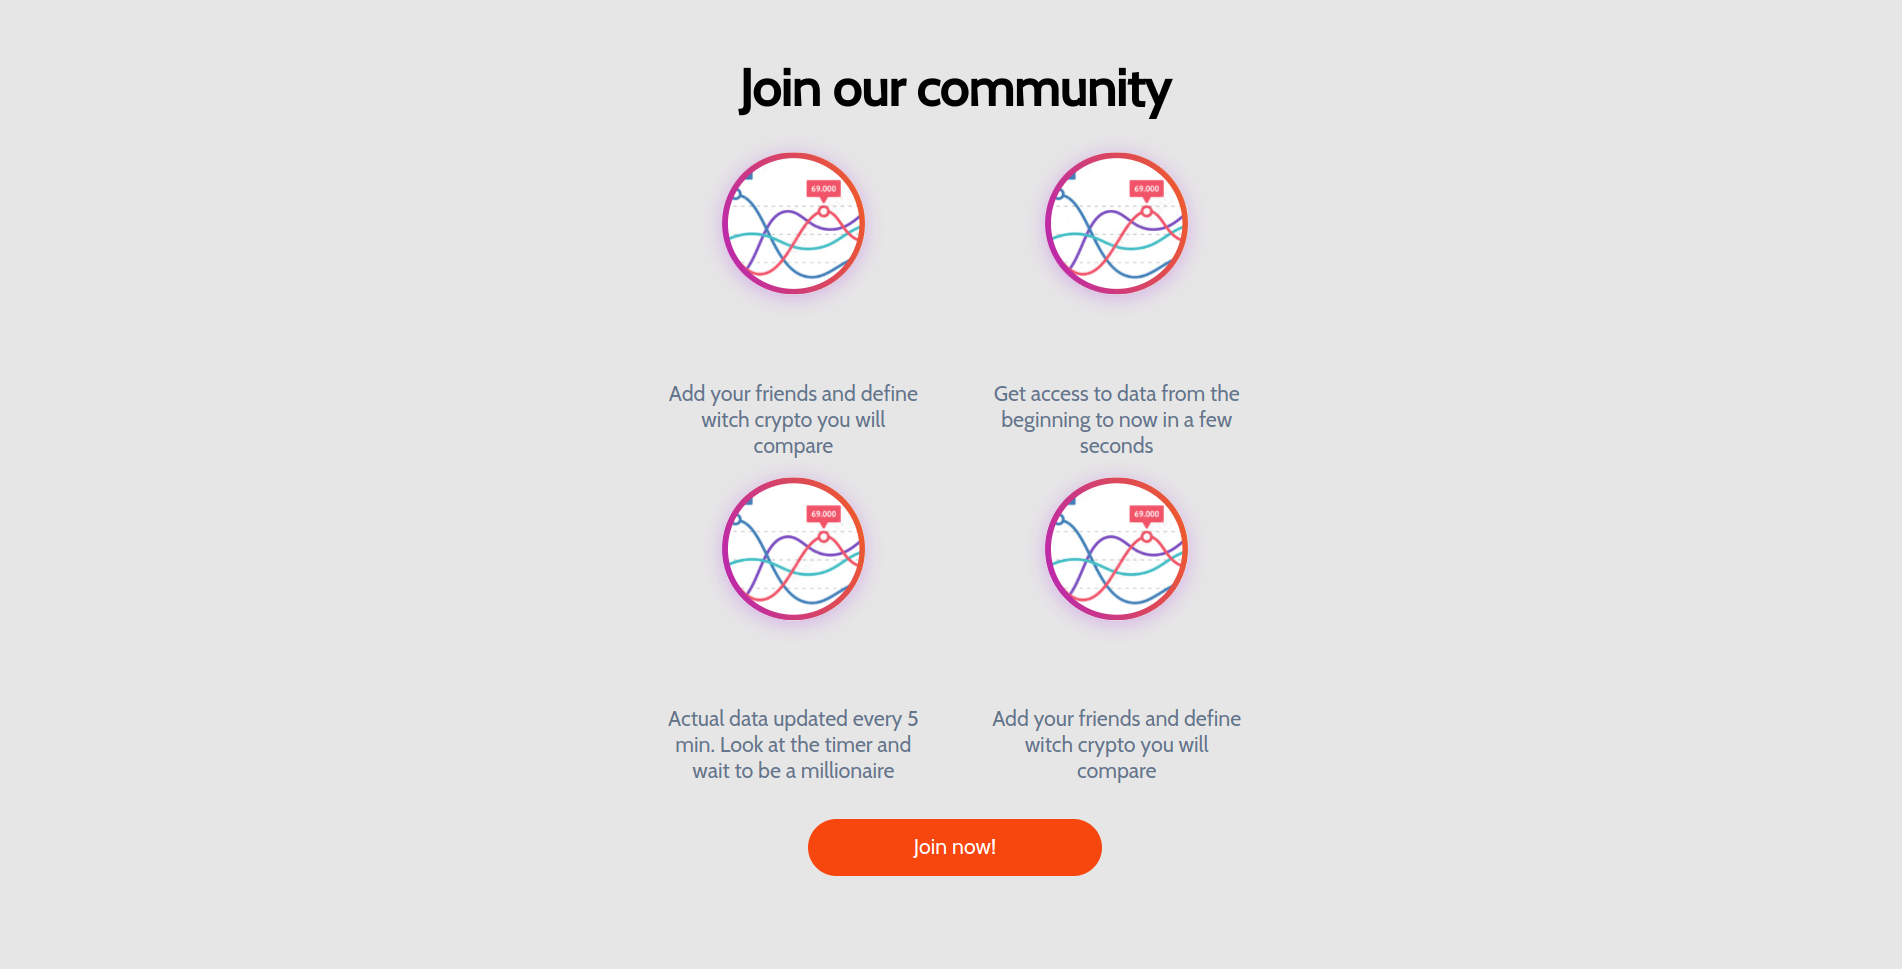 Join our community
69.000
69.000
Add your friends and define
witch crypto you will
compare
Get access to data from the
beginning to now in a few
seconds
69.000
69.000
Actual data updated every 5
min. Look at the timer and
wait to be a millionaire
Add your friends and define
witch crypto you will
compare
Join now!